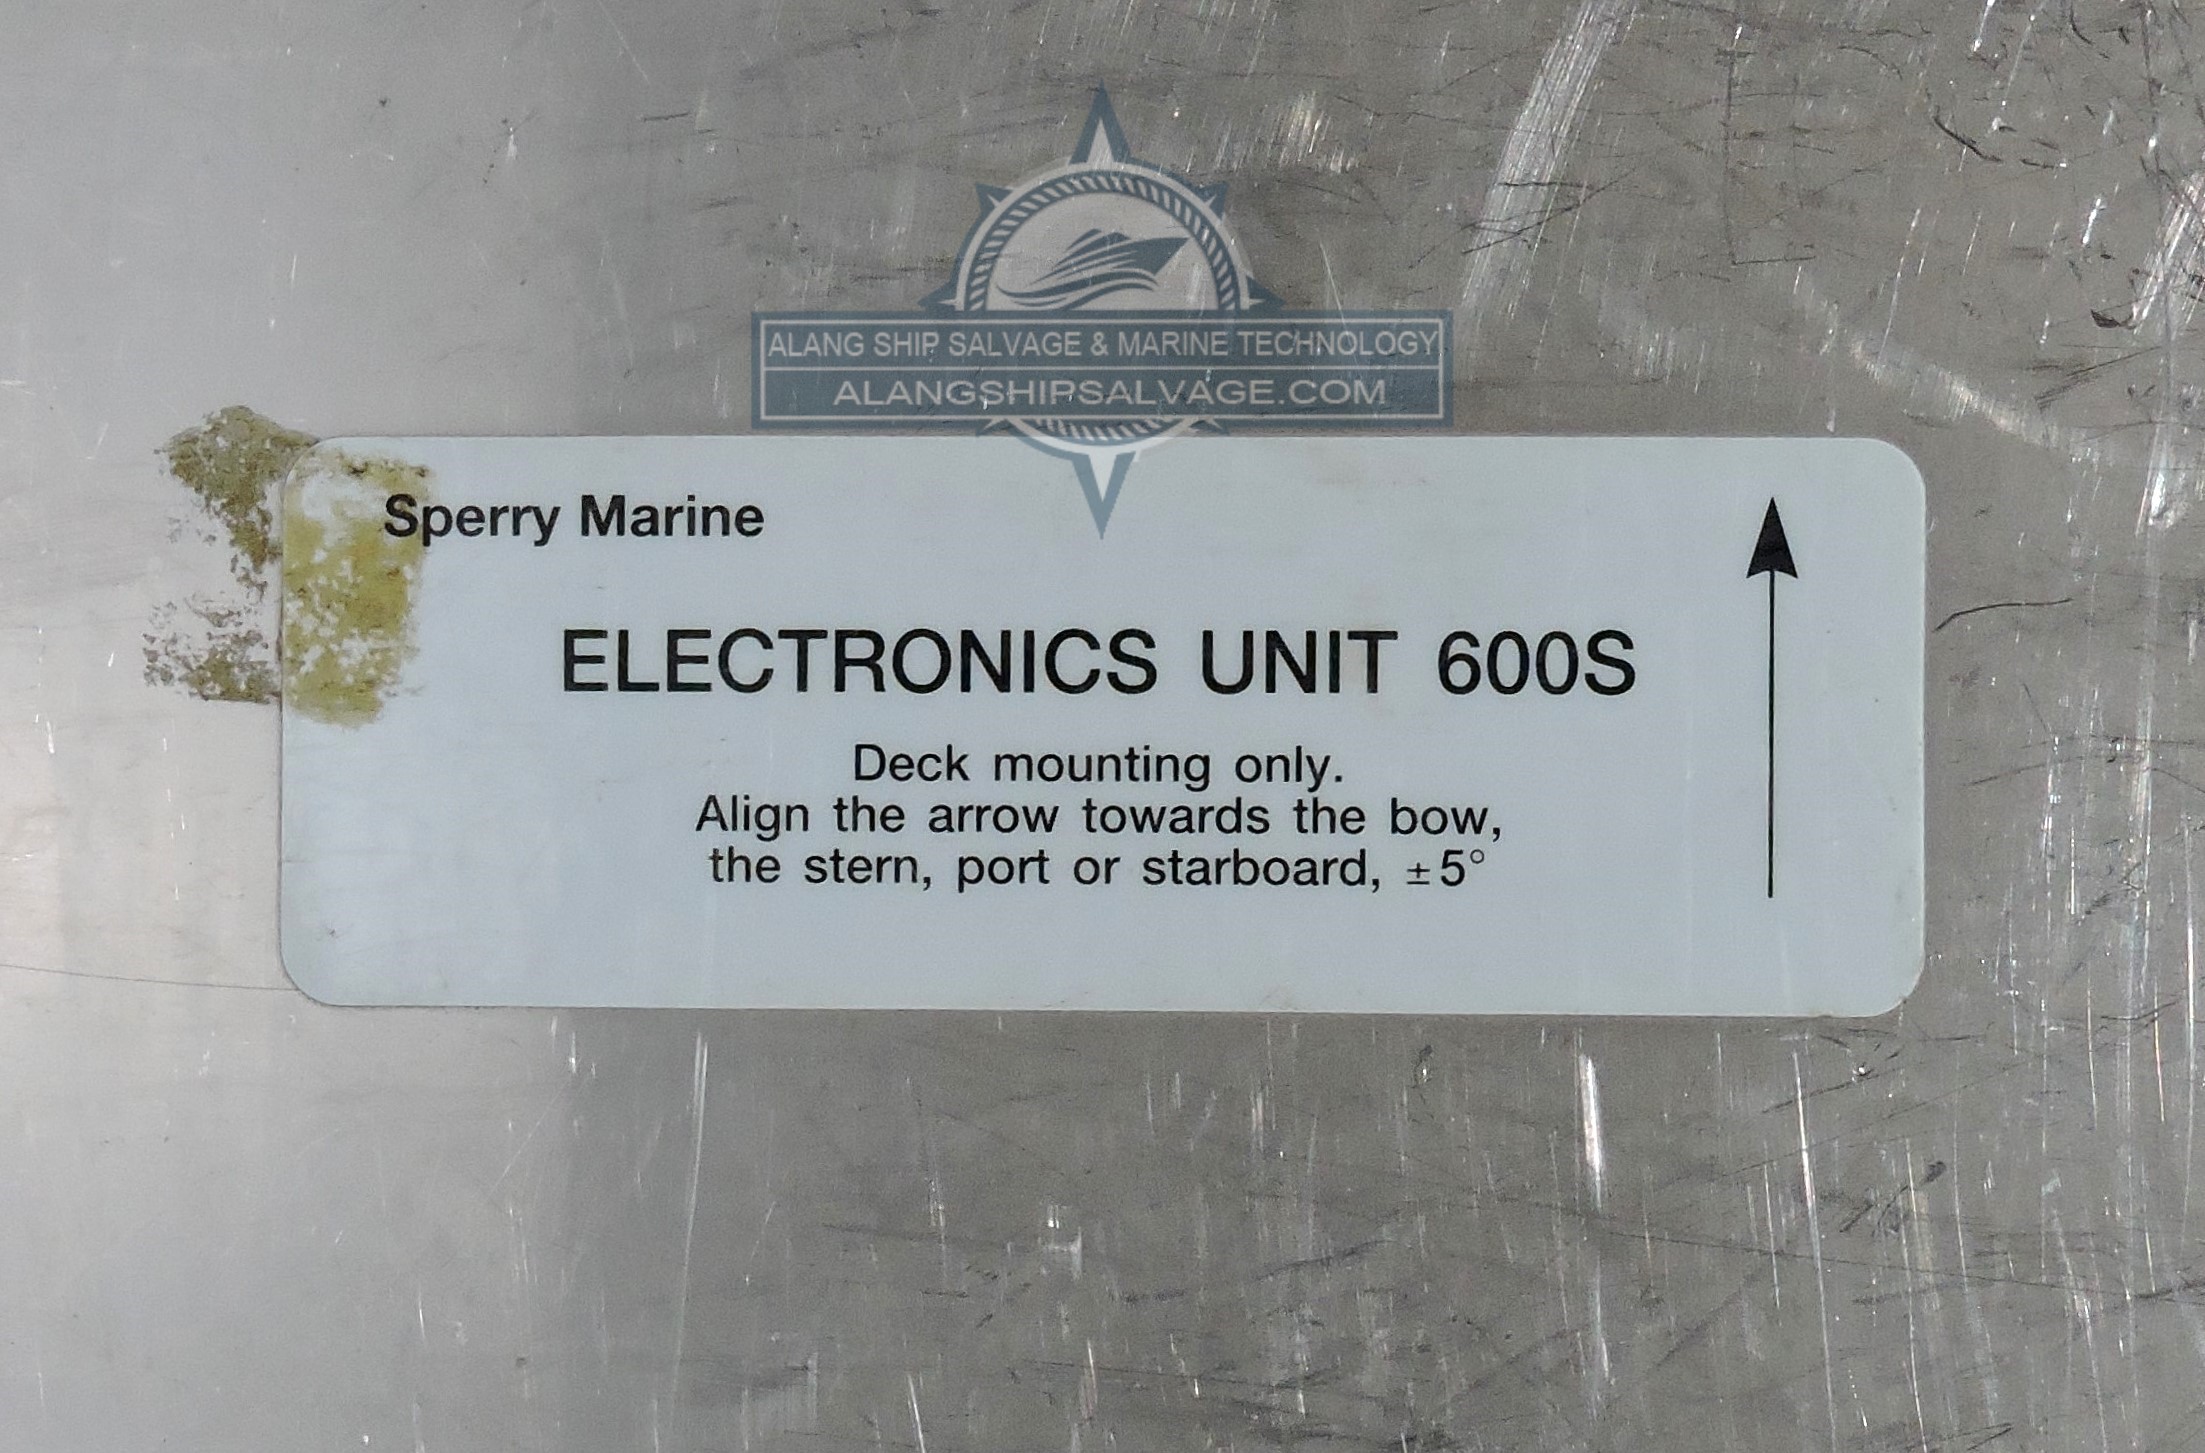 ALANG SHIP SALVAGE & MARINE TECHNOLOGY
ALANGSHIPSALVAGE.COM
Sperry Marine
ELECTRONICS UNIT 600S
Deck mounting only.
Align the arrow towards the bow,
the stern, port or starboard, ±5°